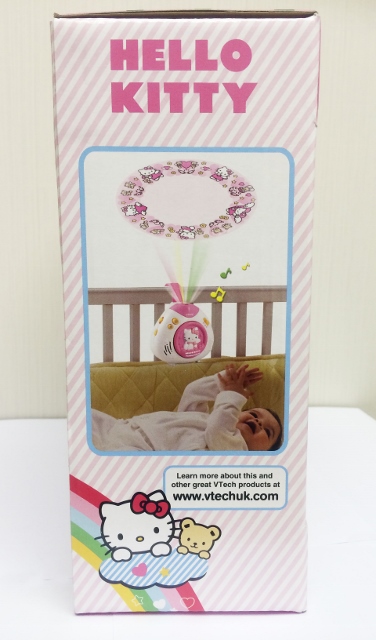 HELLO
KITTY
Learn more about this and
other great VTech products at
www.vtechuk.com